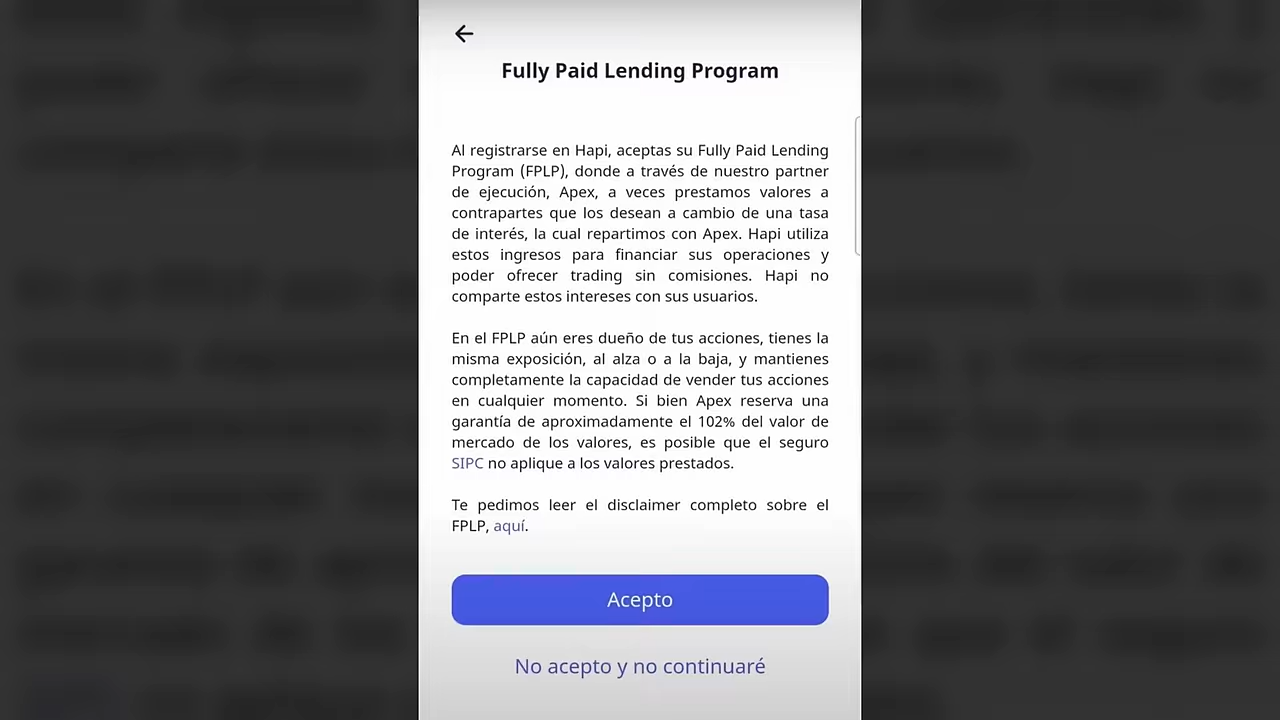 Fully Paid Lending Program
Al registrarse en Hapi, aceptas su Fully Paid Lending
Program (FPLP), donde a través de nuestro partner
de ejecución, Apex, a veces prestamos valores a
contrapartes que los desean a cambio de una tasa
de interés, la cual repartimos con Apex. Hapi utiliza
estos ingresos para financiar sus operaciones y
poder ofrecer trading sin comisiones. Hapi no
comparte estos intereses con sus usuarios.
En el FPLP aún eres dueño de tus acciones, tienes la
misma exposición, al alza o a la baja, y mantienes
completamente la capacidad de vender tus acciones
en cualquier momento. Si bien Apex reserva una
garantía de aproximadamente el 102% del valor de
mercado de los valores, es posible que el seguro
SIPC no aplique a los valores prestados.
Te pedimos leer el disclaimer completo sobre el
FPLP, aquí.
Acepto
No acepto y no continuaré